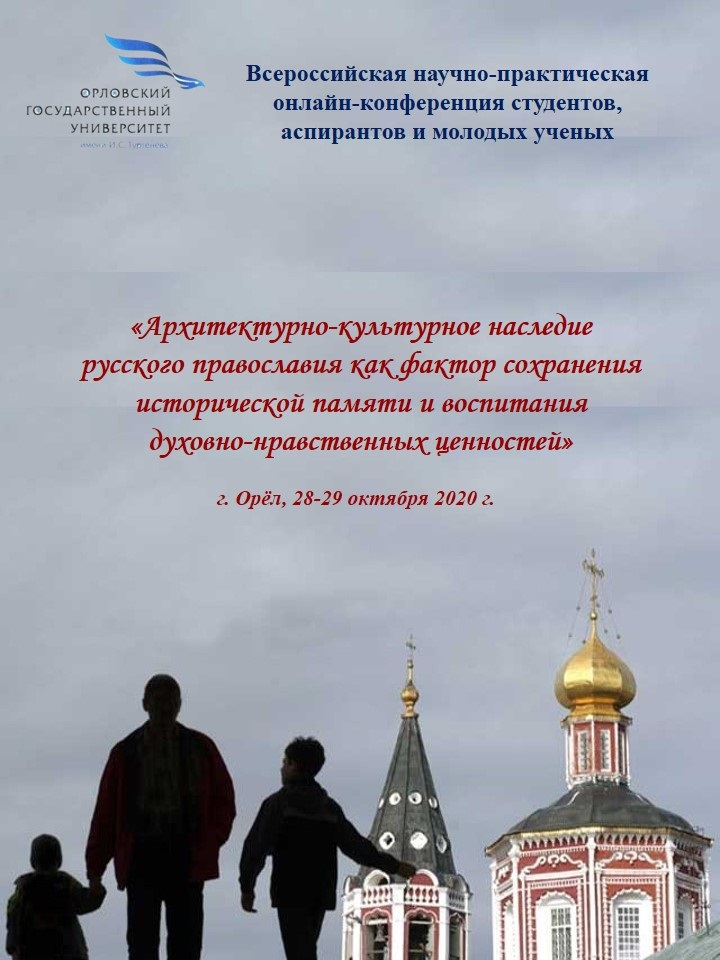 ОРЛОВСКИЙ
ГОСУДАРСТВЕННЫЙ
УНИВЕРСИТЕТ
имени И.С. Тургенева
Всероссийская научно-практическая
онлайн-конференция студентов,
аспирантов и молодых ученых
«Архитектурно-культурное наследие
русского православия как фактор сохранения
исторической памяти и воспитания
духовно-нравственных ценностей»
г. Орёл, 28-29 октября 2020 г.